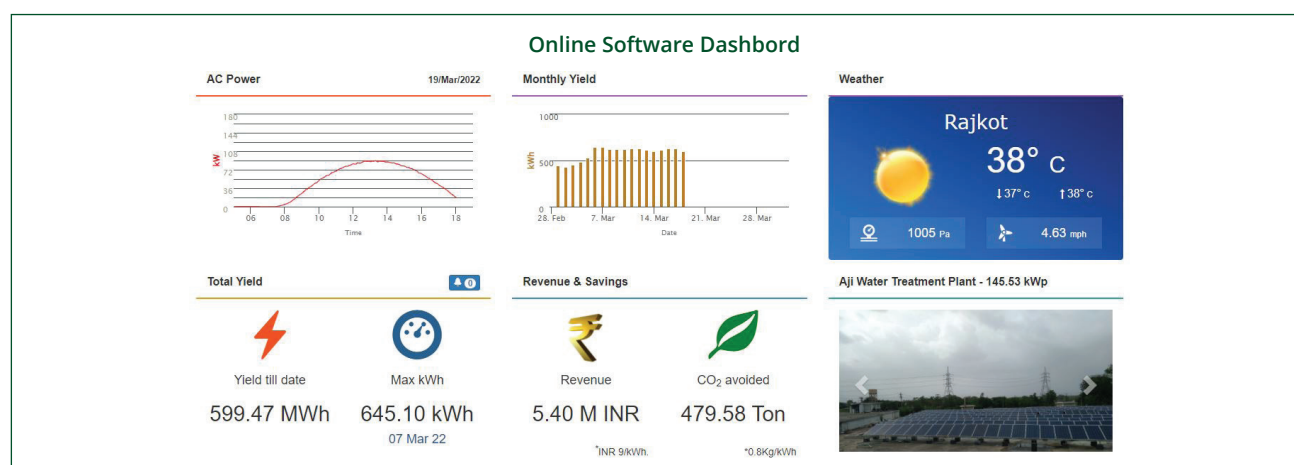 Online Software Dashbord
AC Power
19/Mar/2022
180
144
108
72
36
0
kW
06 08 10 12 14 16 18
Time
Monthly Yield
1000
500
0
kWh
28. Feb 7. Mar 14. Mar 21. Mar 28. Mar
Date
Weather
Rajkot
38° C
↓37° c ↑38° c
1005 Pa
4.63 mph
Total Yield
0
Yield till date
599.47 MWh
Max kWh
645.10 kWh
07 Mar 22
Revenue & Savings
Revenue
5.40 M INR
*INR 9/kWh.
CO₂ avoided
479.58 Ton
*0.8Kg/kWh
Aji Water Treatment Plant - 145.53 kWp